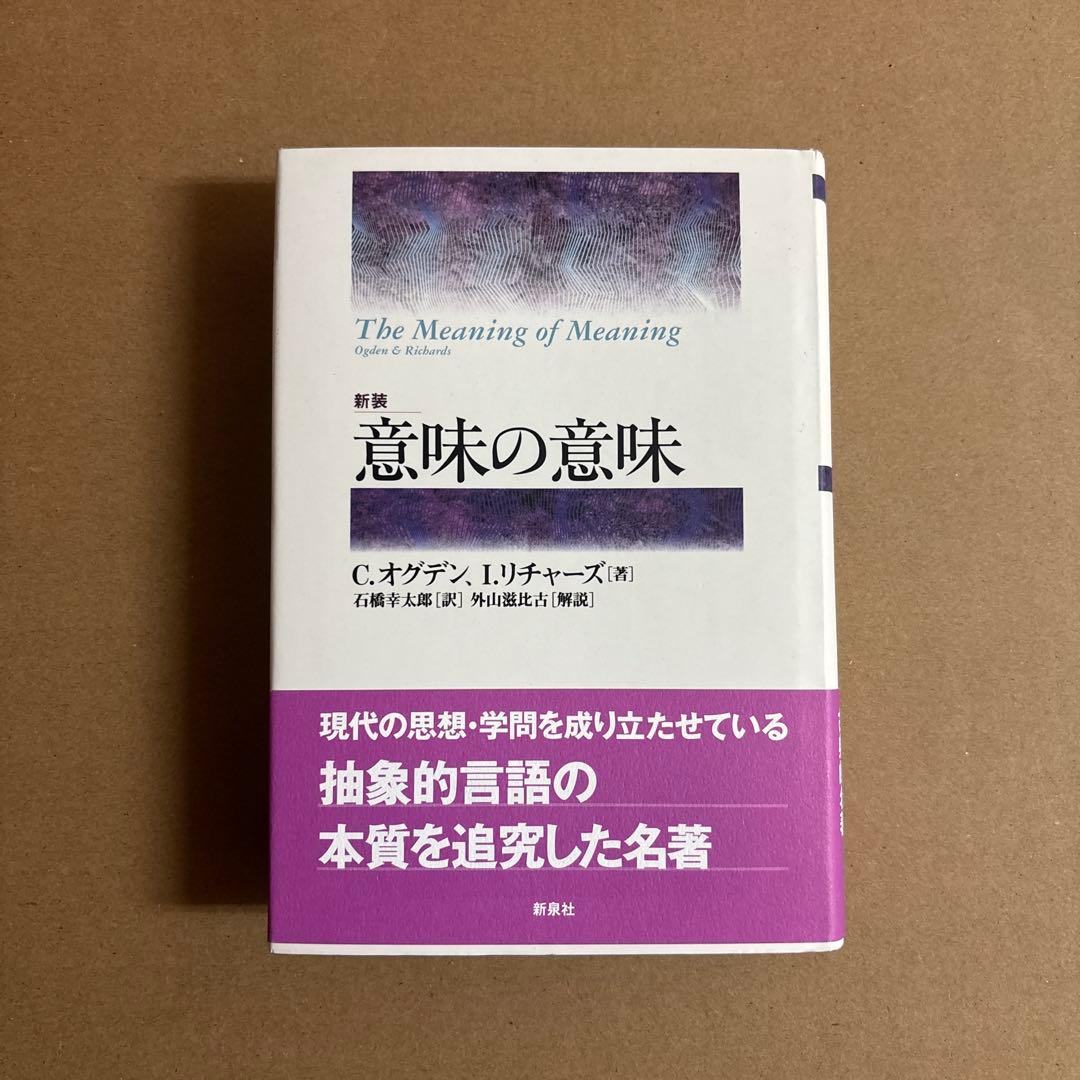 The Meaning of Meaning
Ogden & Richards
新装
意味の意味
C.オグデン、I.リチャーズ[著]
石橋幸太郎[訳] 外山滋比古[解説]
現代の思想・学問を成り立たせている
抽象的言語の
本質を追究した名著
新泉社